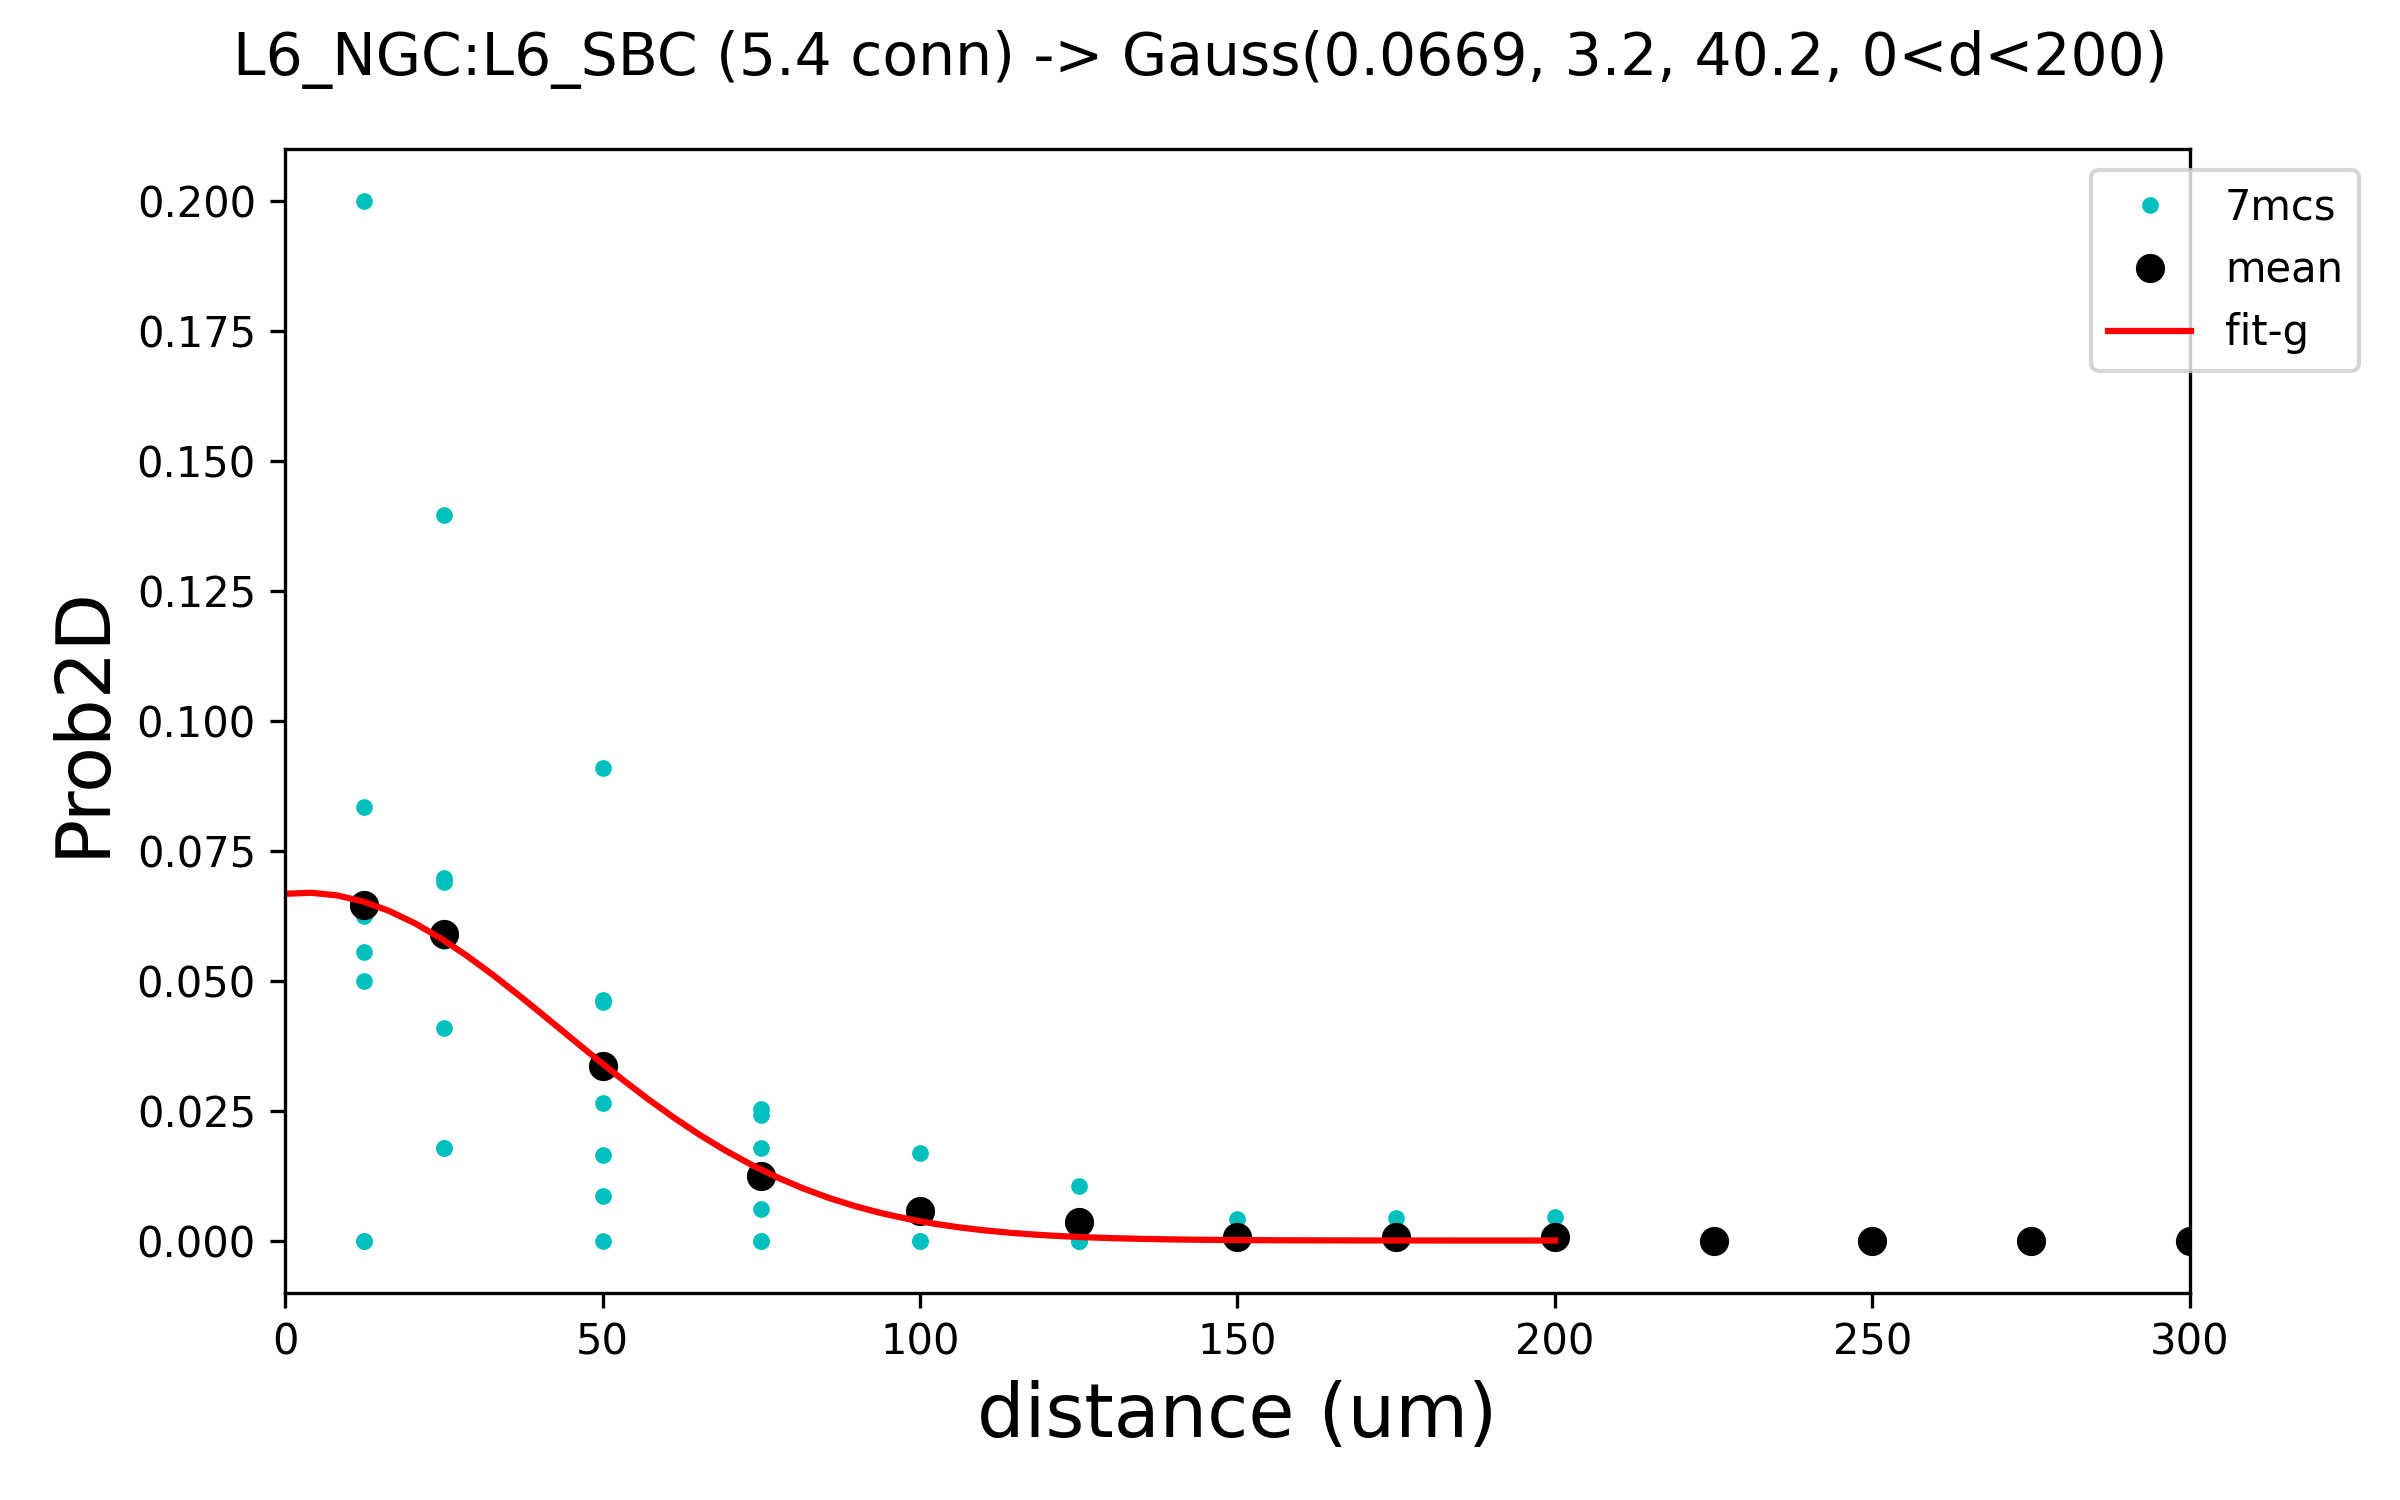 L6_NGC:L6_SBC (5.4 conn) -> Gauss(0.0669, 3.2, 40.2, 0<d<200)
7mcs
mean
fit-g
Prob2D
0.200
0.175
0.150
0.125
0.100
0.075
0.050
0.025
0.000
0 50 100 150 200 250 300
distance (um)